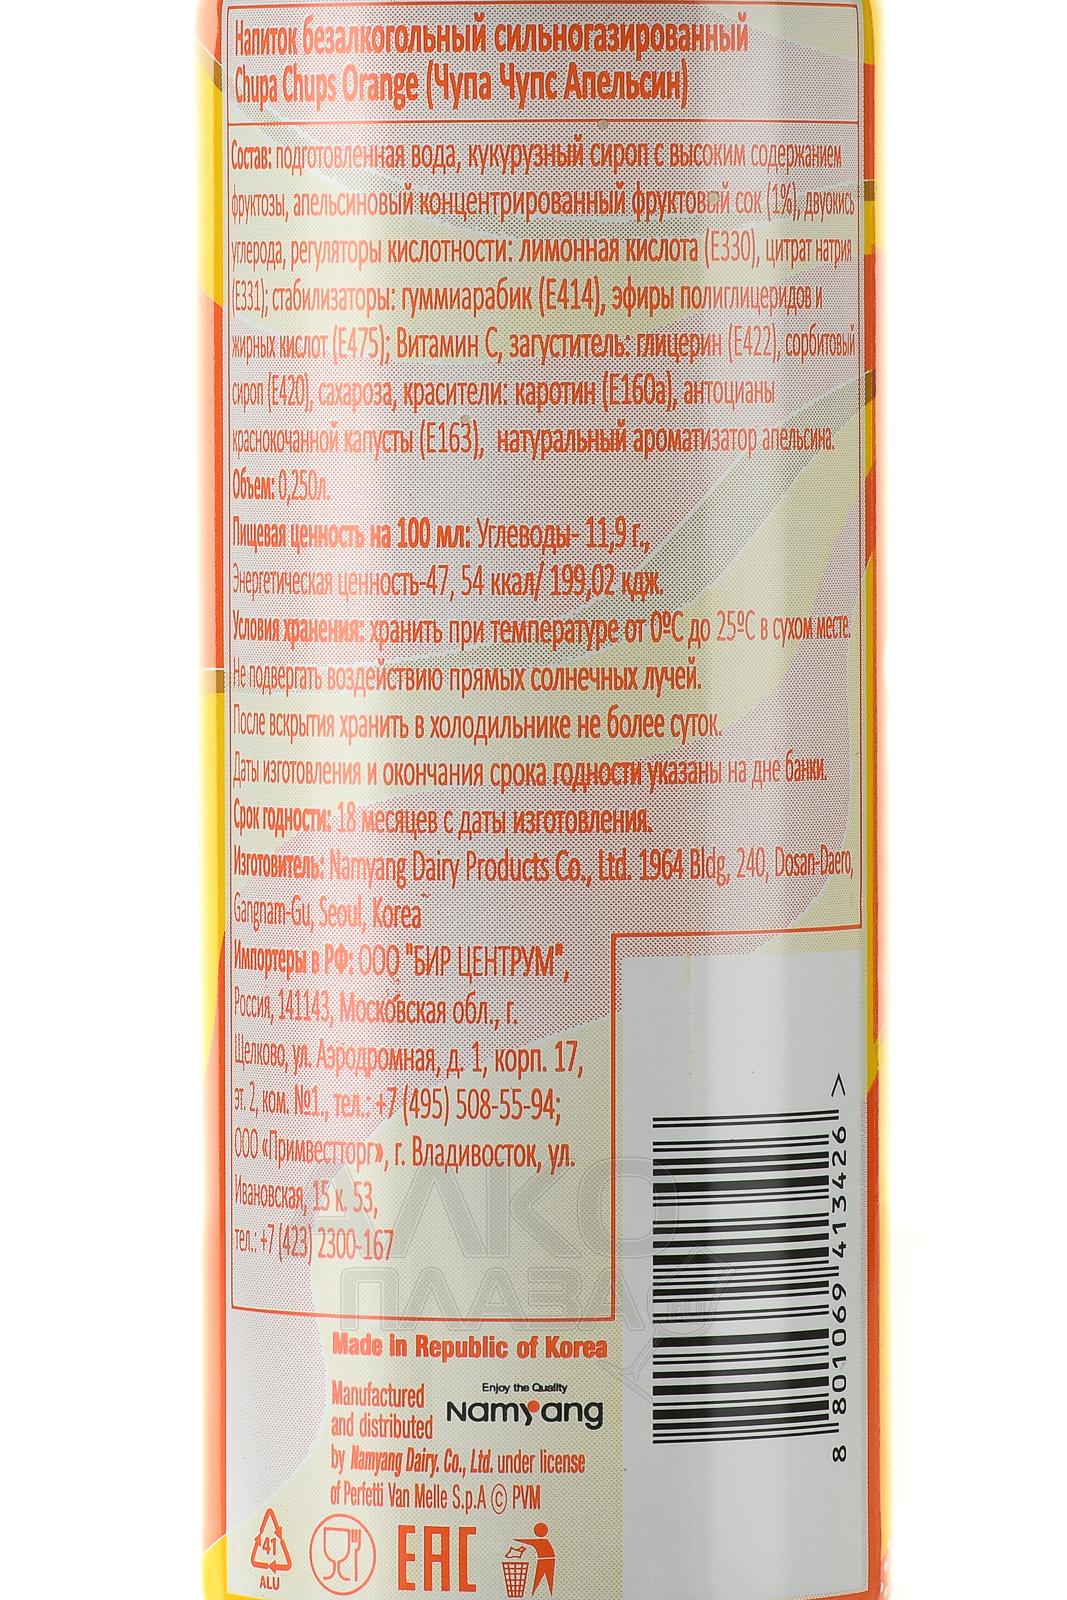 Напиток безалкогольный сильногазированный
Chupa Chups Orange (Чупа Чупс Апельсин)
Состав: подготовленная вода, кукурузный сироп с высоким содержанием
фруктозы, апельсиновый концентрированный фруктовый сок (1%), двуокись
углерода, регуляторы кислотности: лимонная кислота (Е330), цитрат натрия
(Е331); стабилизаторы: гуммиарабик (Е414), эфиры полиглицеридов и
жирных кислот (Е475); Витамин С, загуститель: глицерин (Е422), сорбитовый
сироп (Е420), сахароза, красители: каротин (Е160а), антоцианы
краснокочанной капусты (Е163), натуральный ароматизатор апельсина.
Объем: 0,250л.
Пищевая ценность на 100 мл: Углеводы- 11,9 г.,
Энергетическая ценность-47, 54 ккал/ 199,02 кдж.
Условия хранения: хранить при температуре от 0ºС до 25ºС в сухом месте.
Не подвергать воздействию прямых солнечных лучей.
После вскрытия хранить в холодильнике не более суток.
Даты изготовления и окончания срока годности указаны на дне банки.
Срок годности: 18 месяцев с даты изготовления.
Изготовитель: Namyang Dairy Products Co., Ltd. 1964 Bldg, 240, Dosan-Daero,
Gangnam-Gu, Seoul, Korea
Импортеры в РФ: ООО "БИР ЦЕНТРУМ",
Россия, 141143, Московская обл., г.
Щелково, ул. Аэродромная, д. 1, корп. 17,
эт. 2, ком. №1., тел.: +7 (495) 508-55-94;
ООО «Примвестторг», г. Владивосток, ул.
Ивановская, 15 к. 53,
тел.: +7 (423) 2300-167
8 801069 413426 >
АЛКО
ПЛАЗА.ru
Made in Republic of Korea
Manufactured
and distributed
Enjoy the Quality
Namyang
by Namyang Dairy. Co., Ltd. under license
of Perfetti Van Melle S.p.A © PVM
41
ALU
EAC